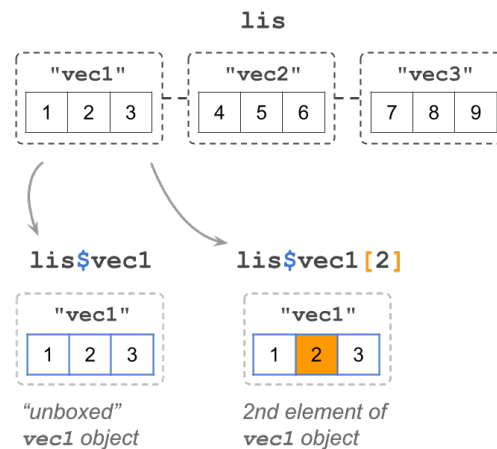 lis
"vec1" "vec2" "vec3"
1 2 3 4 5 6 7 8 9
lis$vec1 lis$vec1[2]
"vec1" "vec1"
1 2 3 1 2 3
“unboxed” 2nd element of
vec1 object vec1 object